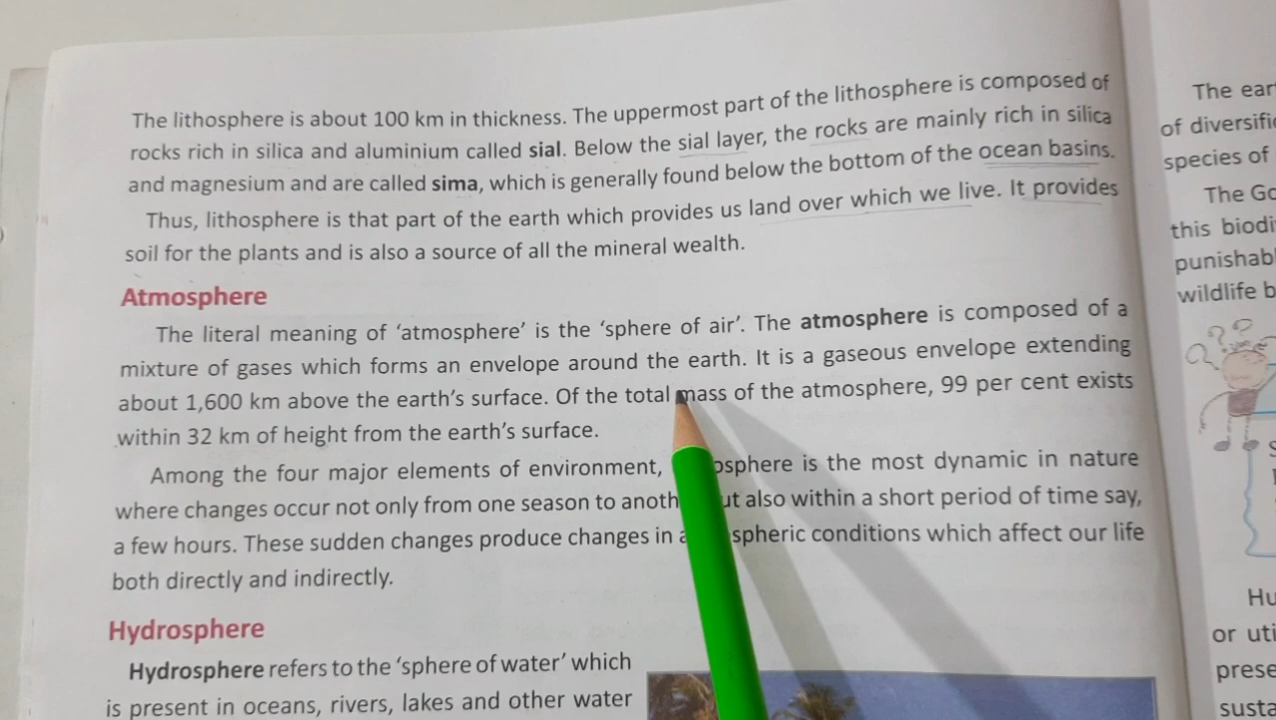 The lithosphere is about 100 km in thickness. The uppermost part of the lithosphere is composed of
rocks rich in silica and aluminium called sial. Below the sial layer, the rocks are mainly rich in silica
and magnesium and are called sima, which is generally found below the bottom of the ocean basins.
Thus, lithosphere is that part of the earth which provides us land over which we live. It provides
soil for the plants and is also a source of all the mineral wealth.
Atmosphere
The literal meaning of ‘atmosphere’ is the ‘sphere of air’. The atmosphere is composed of a
mixture of gases which forms an envelope around the earth. It is a gaseous envelope extending
about 1,600 km above the earth’s surface. Of the total mass of the atmosphere, 99 per cent exists
within 32 km of height from the earth’s surface.
Among the four major elements of environment, is the most dynamic in nature
where changes occur not only from one season to also within a short period of time say,
a few hours. These sudden changes produce changes in conditions which affect our life
both directly and indirectly.
Hydrosphere
Hydrosphere refers to the ‘sphere of water’ which
is present in oceans, rivers, lakes and other water
The
of
species of
The
this
wildlife
or